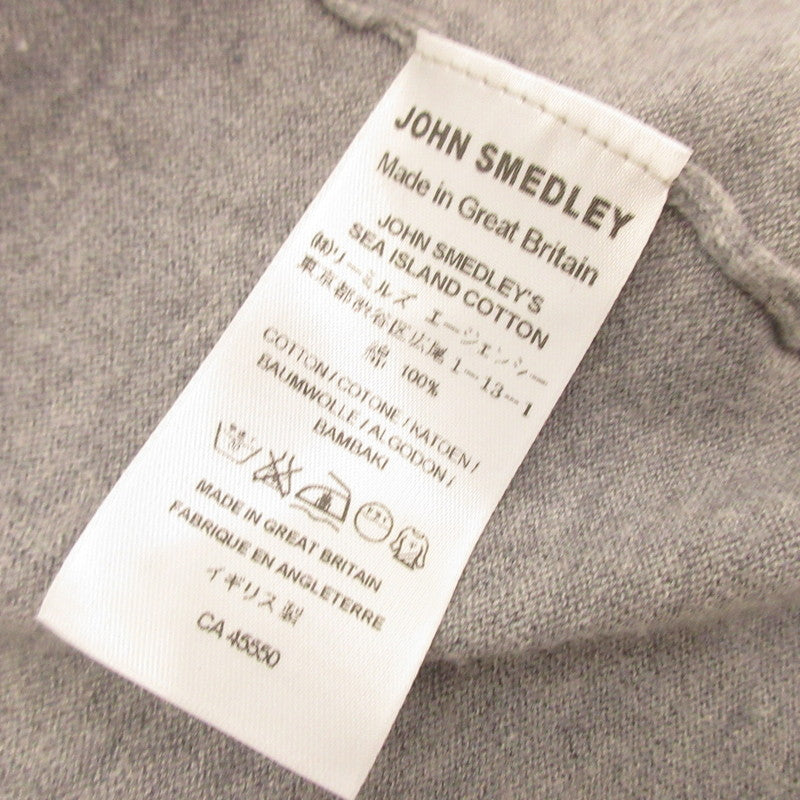 JOHN SMEDLEY
Made in Great Britain
JOHN SMEDLEY'S
SEA ISLAND COTTON
(株)リーミルズ エージェンシー
東京都渋谷区広尾1-13-1
綿 100%
COTTON / COTONE / KATOEN /
BAUMWOLLE / ALGODON /
BAMBAKI
MADE IN GREAT BRITAIN
FABRIQUE EN ANGLETERRE
イギリス製
CA 45550